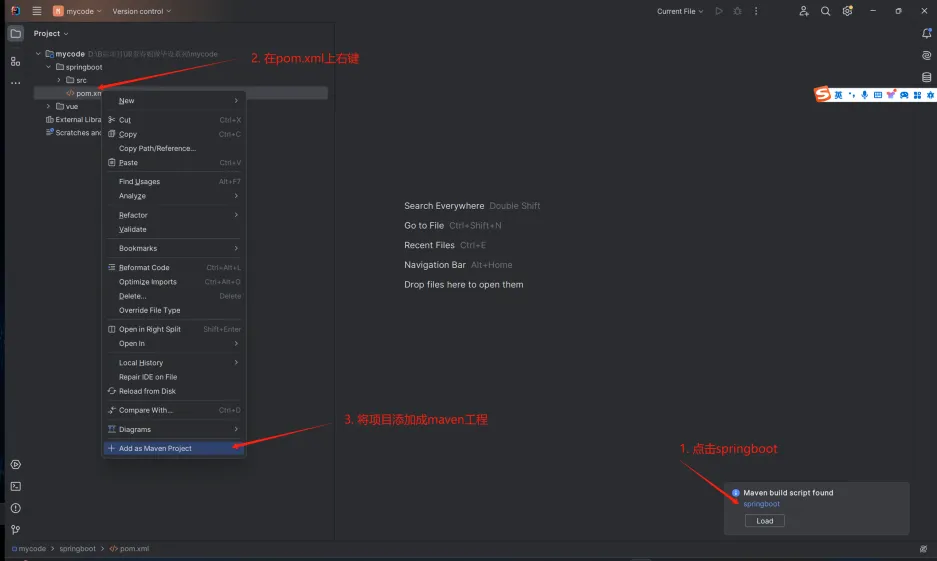 M mycode Version control Current File
Project
mycode
springboot
src
pom.xm
vue
External Libra
Scratches and
2. 在pom.xml上右键
New
Cut Ctrl+X
Copy Ctrl+C
Copy Path/Reference...
Paste Ctrl+V
Find Usages Alt+F7
Analyze
Refactor
Validate
Bookmarks
Reformat Code Ctrl+Alt+L
Optimize Imports Ctrl+Alt+O
Delete... Delete
Override File Type
Open in Right Split Shift+Enter
Open In
Local History
Repair IDE on File
Reload from Disk
Compare With... Ctrl+D
Diagrams
Add as Maven Project
英
Search Everywhere Double Shift
Go to File Ctrl+Shift+N
Recent Files Ctrl+E
Navigation Bar Alt+Home
Drop files here to open them
3. 将项目添加成maven工程
1. 点击springboot
Maven build script found
springboot
Load
mycode > springboot > pom.xml